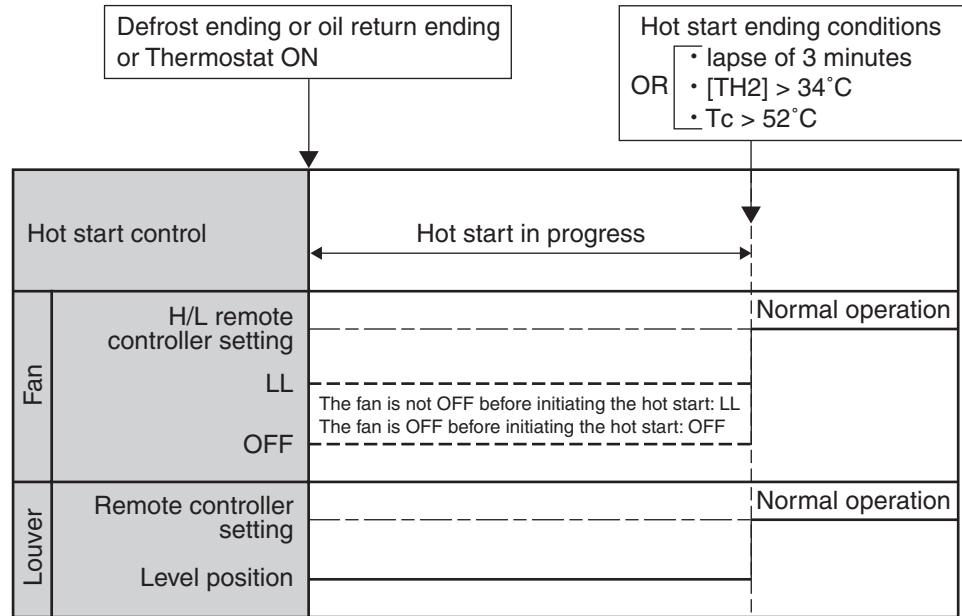 Defrost ending or oil return ending
or Thermostat ON
Hot start ending conditions
OR
・lapse of 3 minutes
・[TH2] > 34˚C
・Tc > 52˚C
Hot start control
Hot start in progress
Fan
H/L remote
controller setting
Normal operation
LL
The fan is not OFF before initiating the hot start: LL
The fan is OFF before initiating the hot start: OFF
OFF
Louver
Remote controller
setting
Normal operation
Level position